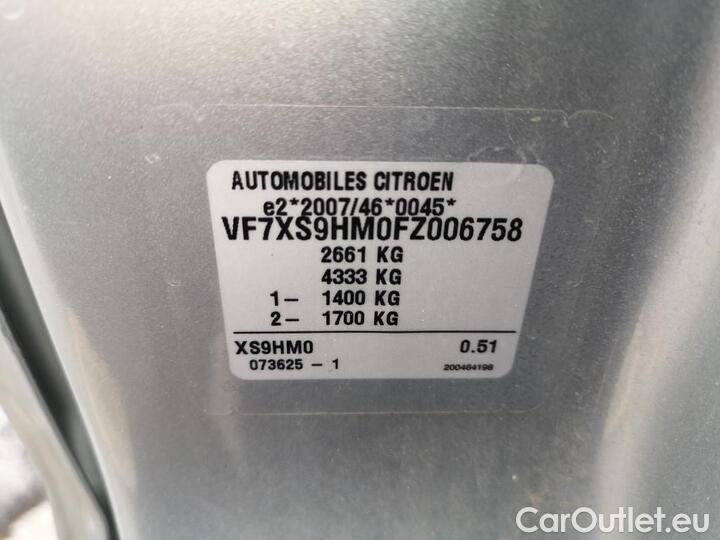 AUTOMOBILES CITROEN
e2*2007/46*0045*
VF7XS9HM0FZ006758
2661 KG
4333 KG
1– 1400 KG
2– 1700 KG
XS9HM0 0.51
073625 – 1 200484198
CarOutlet.eu